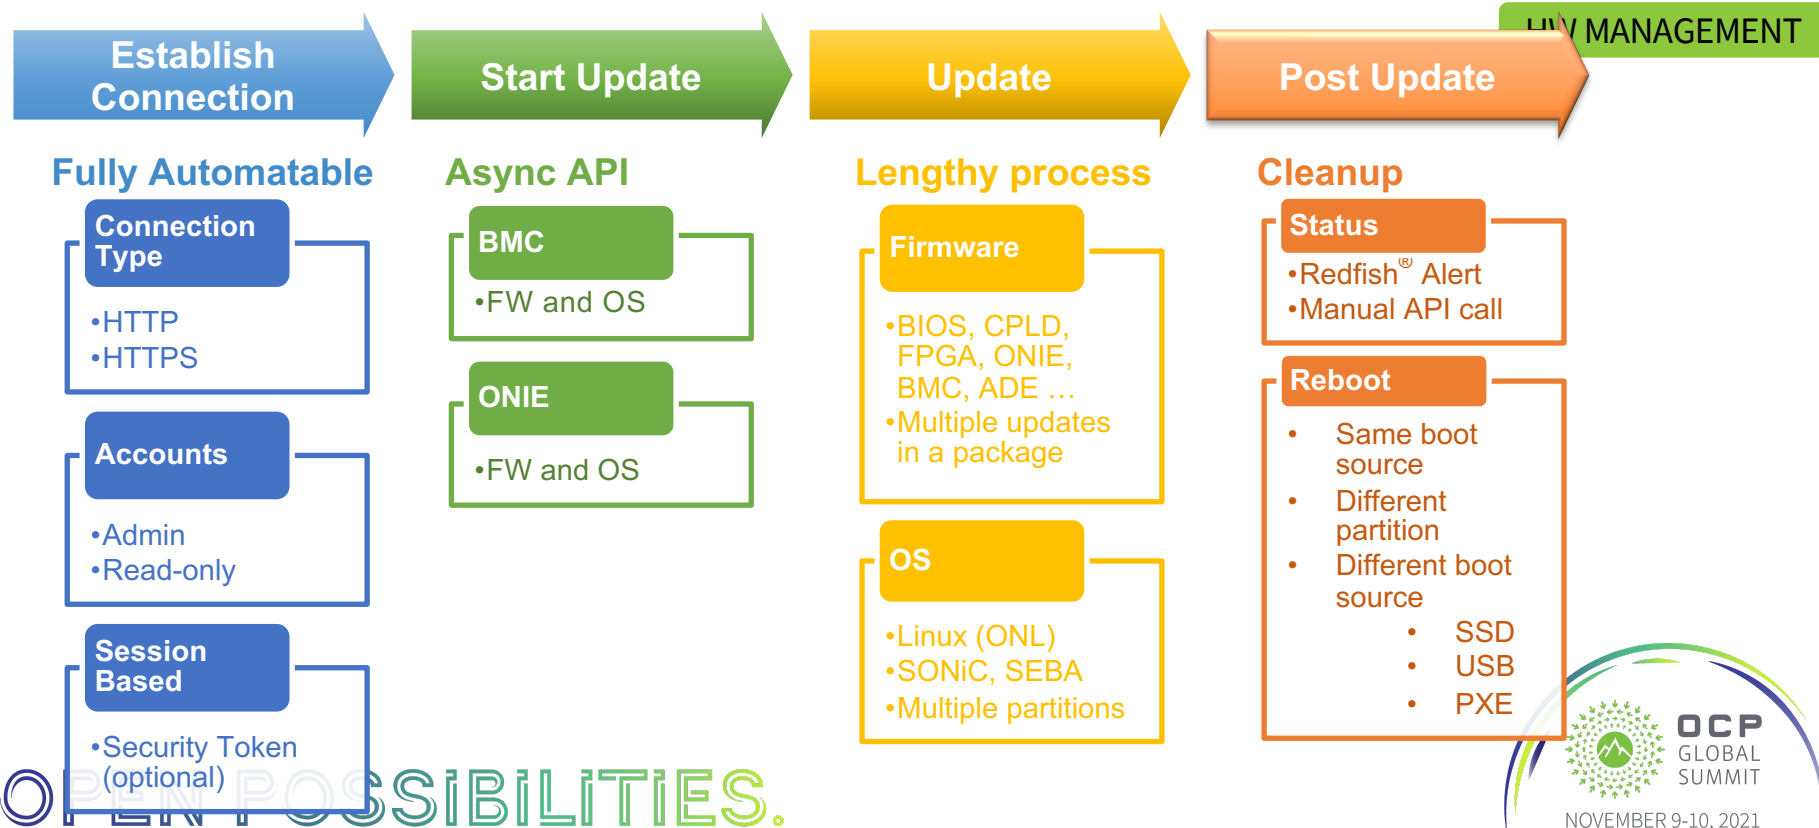 HW MANAGEMENT
Establish
Connection
Start Update
Update
Post Update
Fully Automatable
Connection
Type
•HTTP
•HTTPS
Accounts
•Admin
•Read-only
Session
Based
•Security Token
(optional)
Async API
BMC
•FW and OS
ONIE
•FW and OS
Lengthy process
Firmware
•BIOS, CPLD,
FPGA, ONIE,
BMC, ADE …
•Multiple updates
in a package
OS
•Linux (ONL)
•SONiC, SEBA
•Multiple partitions
Cleanup
Status
•Redfish® Alert
•Manual API call
Reboot
• Same boot
source
• Different
partition
• Different boot
source
• SSD
• USB
• PXE
OPEN POSSIBILITIES.
OCP
GLOBAL
SUMMIT
NOVEMBER 9-10, 2021